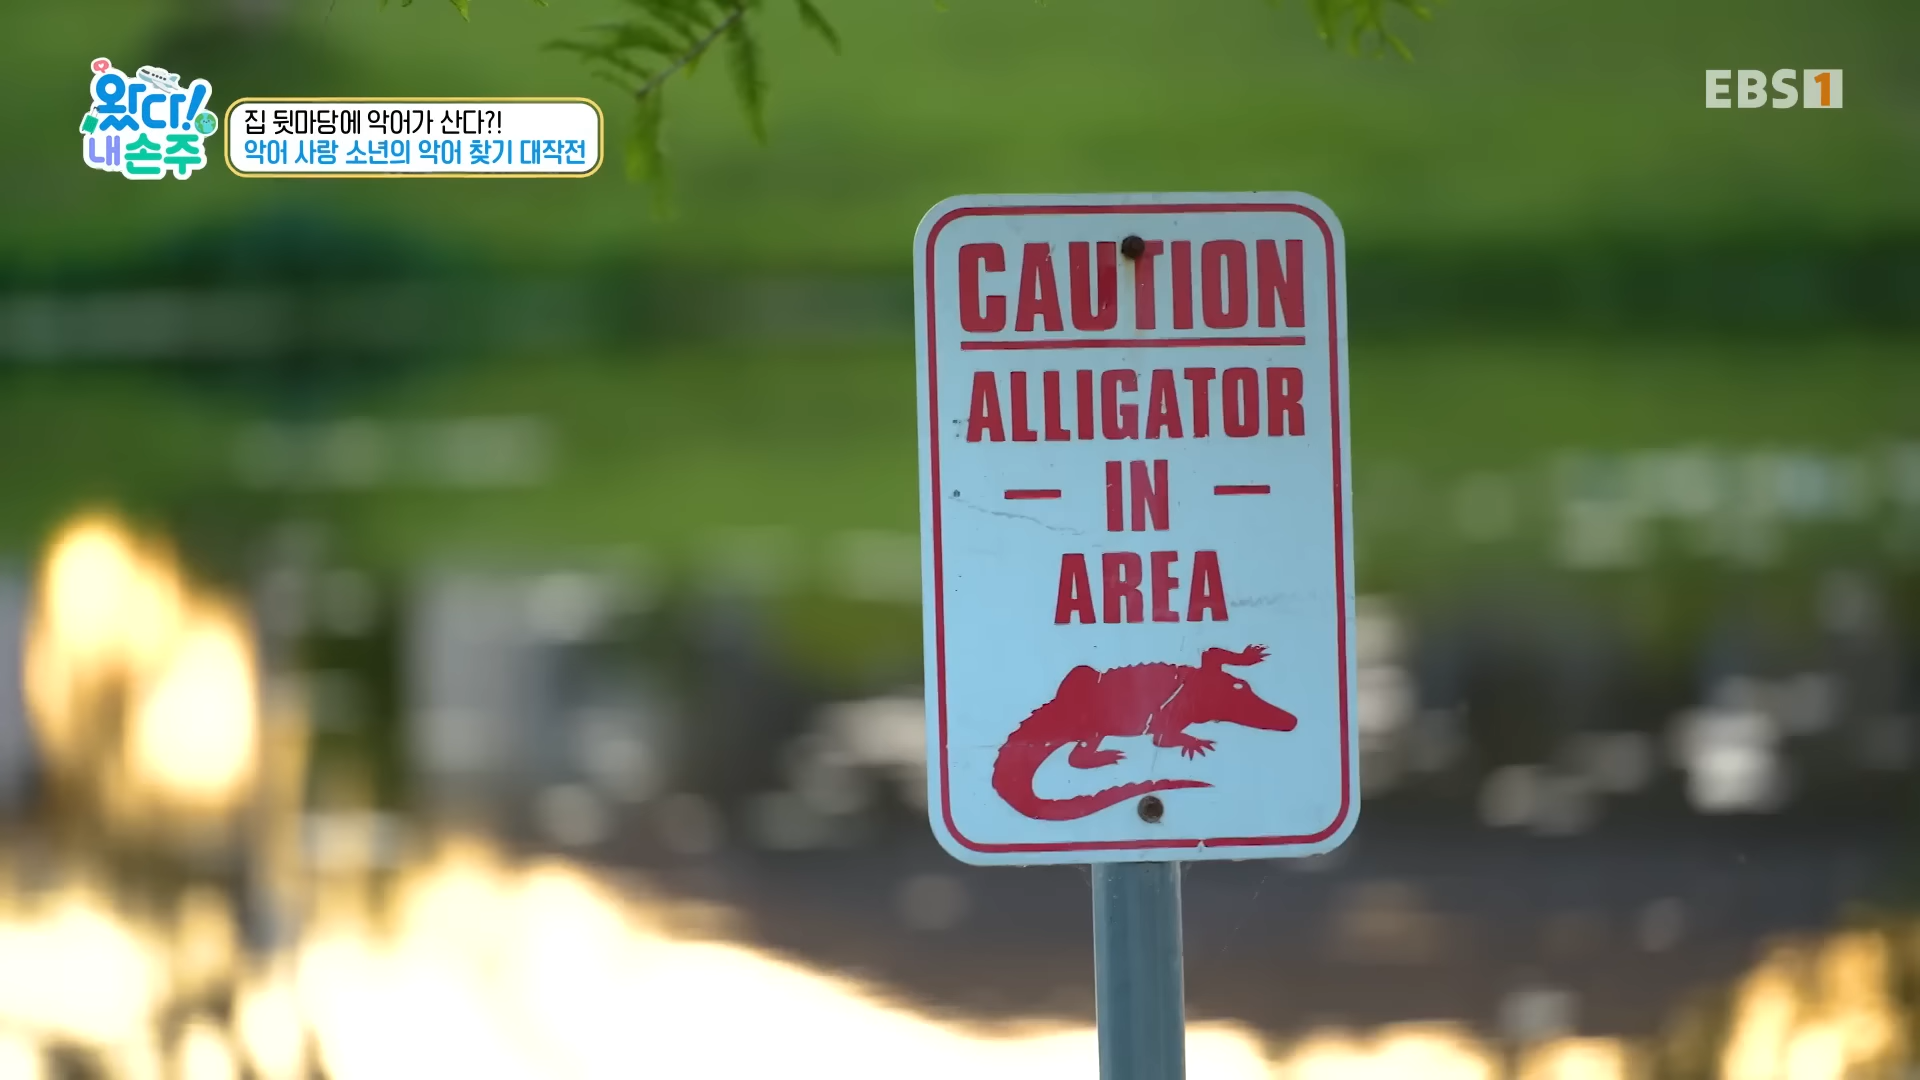 왔다!
내손주
집 뒷마당에 악어가 산다?!
악어 사랑 소년의 악어 찾기 대작전
EBS1
CAUTION
ALLIGATOR
- IN -
AREA